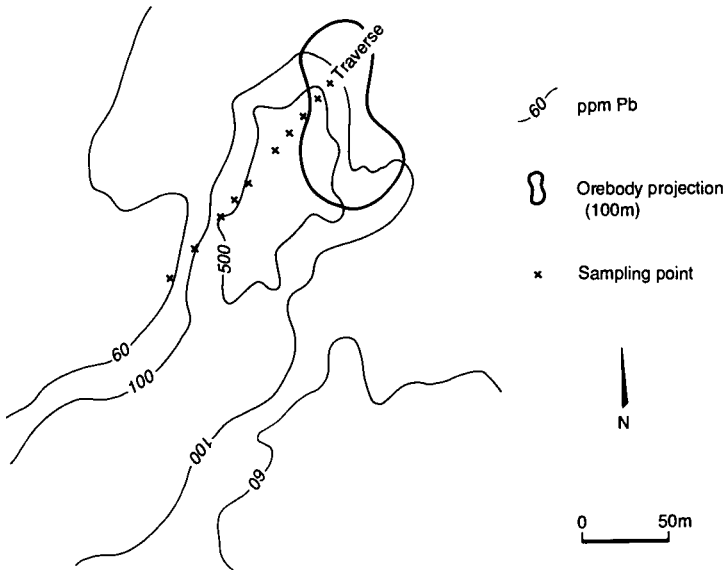 Traverse
500
60
100
100
60
60
ppm Pb
Orebody projection
(100m)
Sampling point
N
0 50m